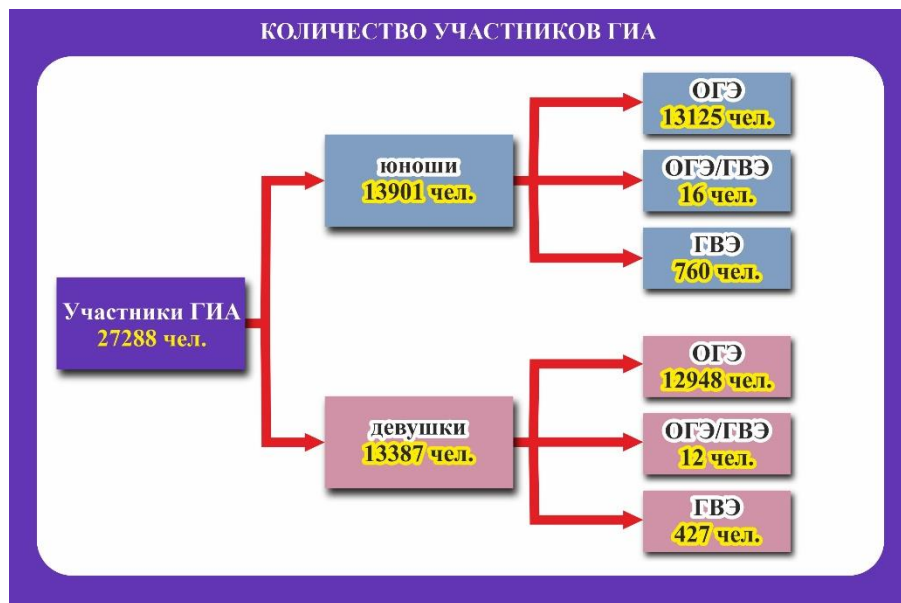 КОЛИЧЕСТВО УЧАСТНИКОВ ГИА
Участники ГИА
27288 чел.
юноши
13901 чел.
ОГЭ
13125 чел.
ОГЭ/ГВЭ
16 чел.
ГВЭ
760 чел.
девушки
13387 чел.
ОГЭ
12948 чел.
ОГЭ/ГВЭ
12 чел.
ГВЭ
427 чел.